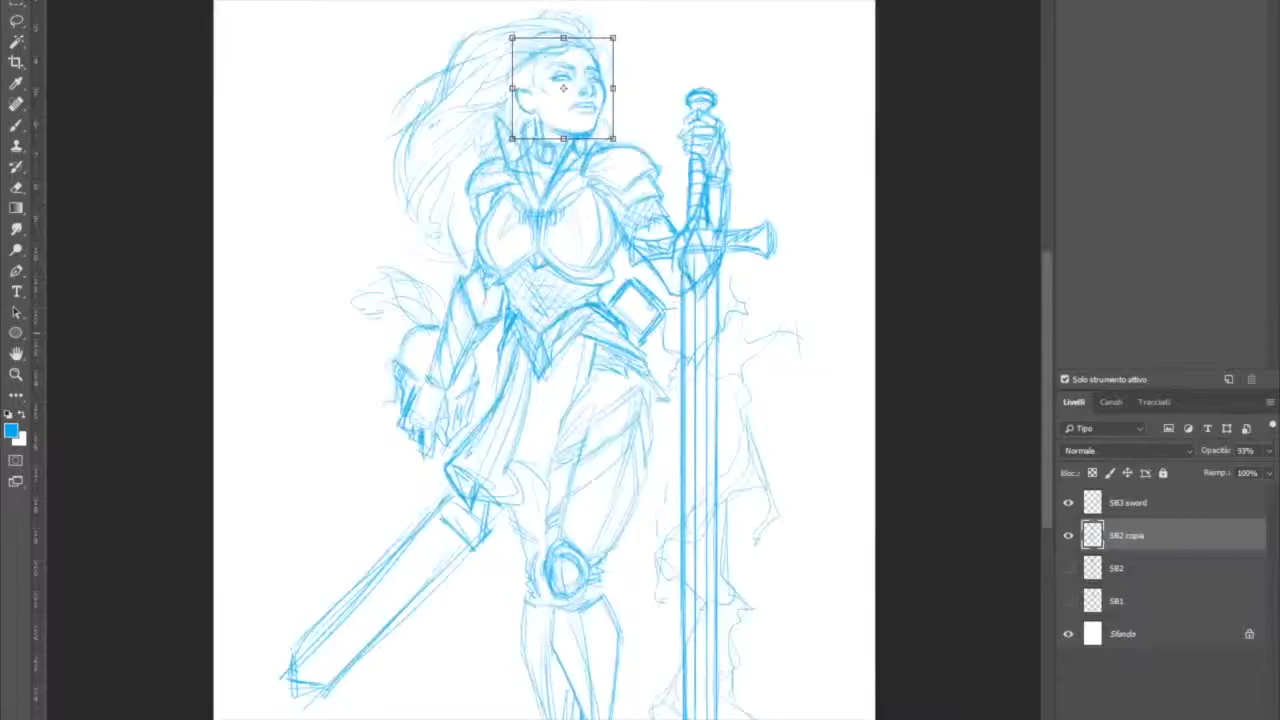 Solo strumento attivo
Livelli Canali Tracciati
Tipo
Normale Opacità: 93%
Bloc.: Riemp.: 100%
SB3 sword
SB2 copia
SB2
SB1
Sfondo